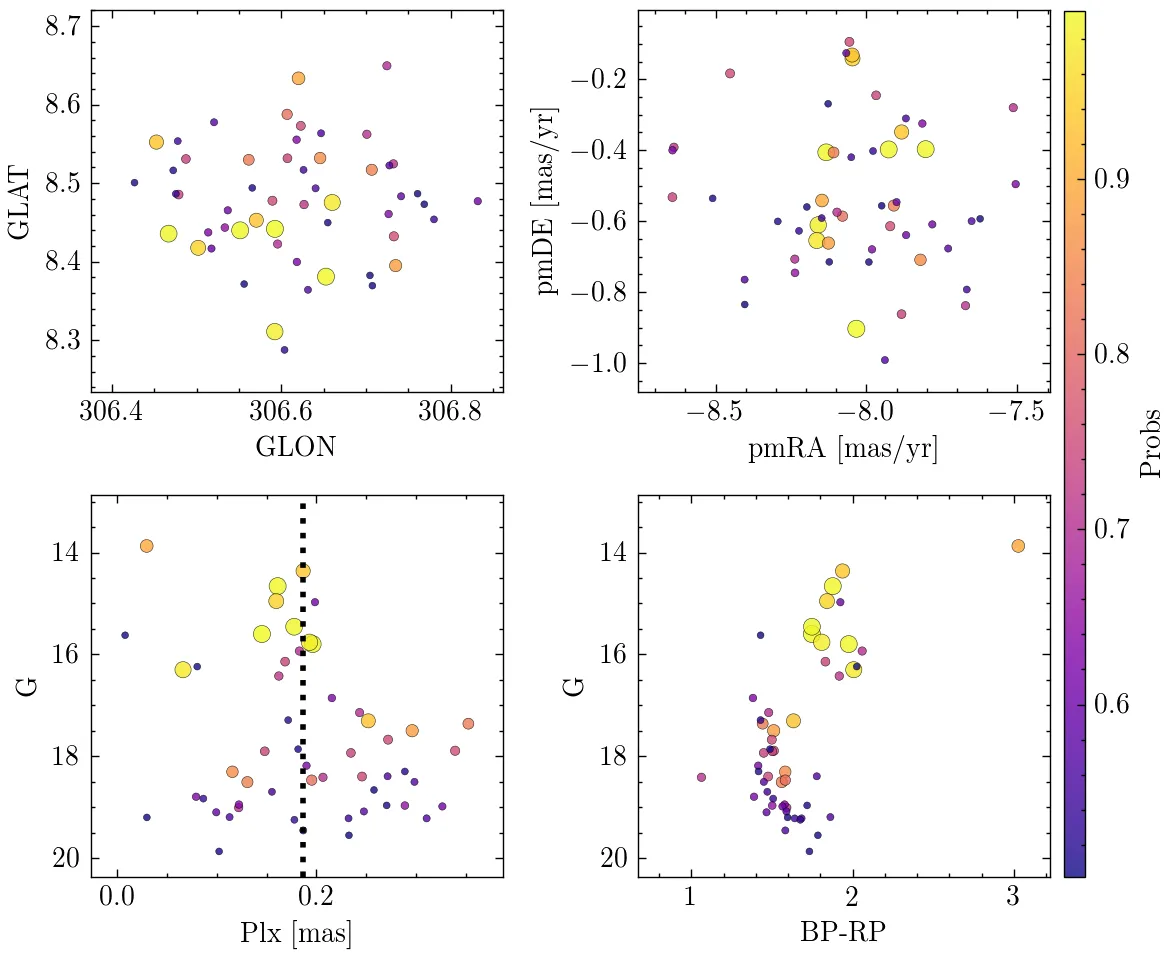 8.7
8.6
8.5
8.4
8.3
GLAT
306.4 306.6 306.8
GLON
−0.2
−0.4
−0.6
−0.8
−1.0
pmDE [mas/yr]
−8.5 −8.0 −7.5
pmRA [mas/yr]
14
16
18
20
G
0.0 0.2
Plx [mas]
14
16
18
20
G
1 2 3
BP-RP
0.9
0.8
0.7
0.6
Probs